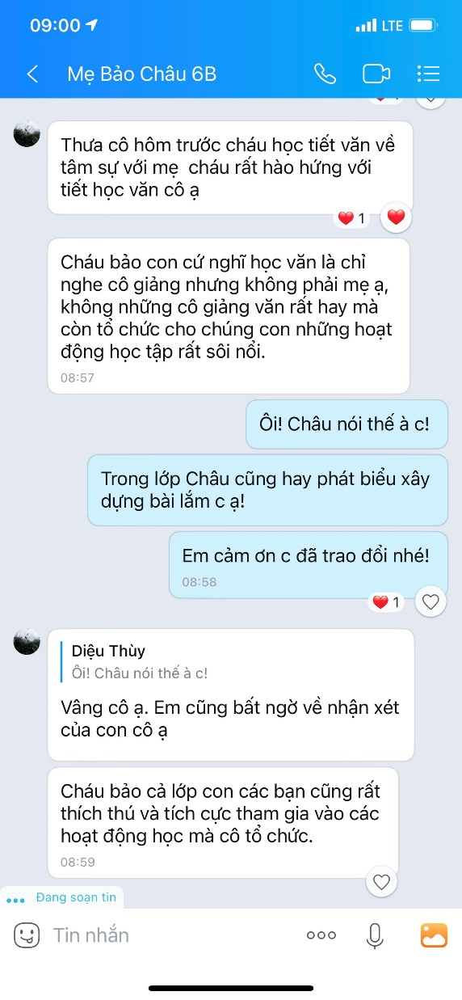 09:00
LTE
Mẹ Bảo Châu 6B
Thưa cô hôm trước cháu học tiết văn về
tâm sự với mẹ cháu rất hào hứng với
tiết học văn cô ạ
1
Cháu bảo con cứ nghĩ học văn là chỉ
nghe cô giảng nhưng không phải mẹ ạ,
không những cô giảng văn rất hay mà
còn tổ chức cho chúng con những hoạt
động học tập rất sôi nổi.
08:57
Ôi! Châu nói thế à c!
Trong lớp Châu cũng hay phát biểu xây
dựng bài lắm c ạ!
Em cảm ơn c đã trao đổi nhé!
08:58
1
Diệu Thùy
Ôi! Châu nói thế à c!
Vâng cô ạ. Em cũng bất ngờ về nhận xét
của con cô ạ
Cháu bảo cả lớp con các bạn cũng rất
thích thú và tích cực tham gia vào các
hoạt động học mà cô tổ chức.
08:59
Đang soạn tin
Tin nhắn